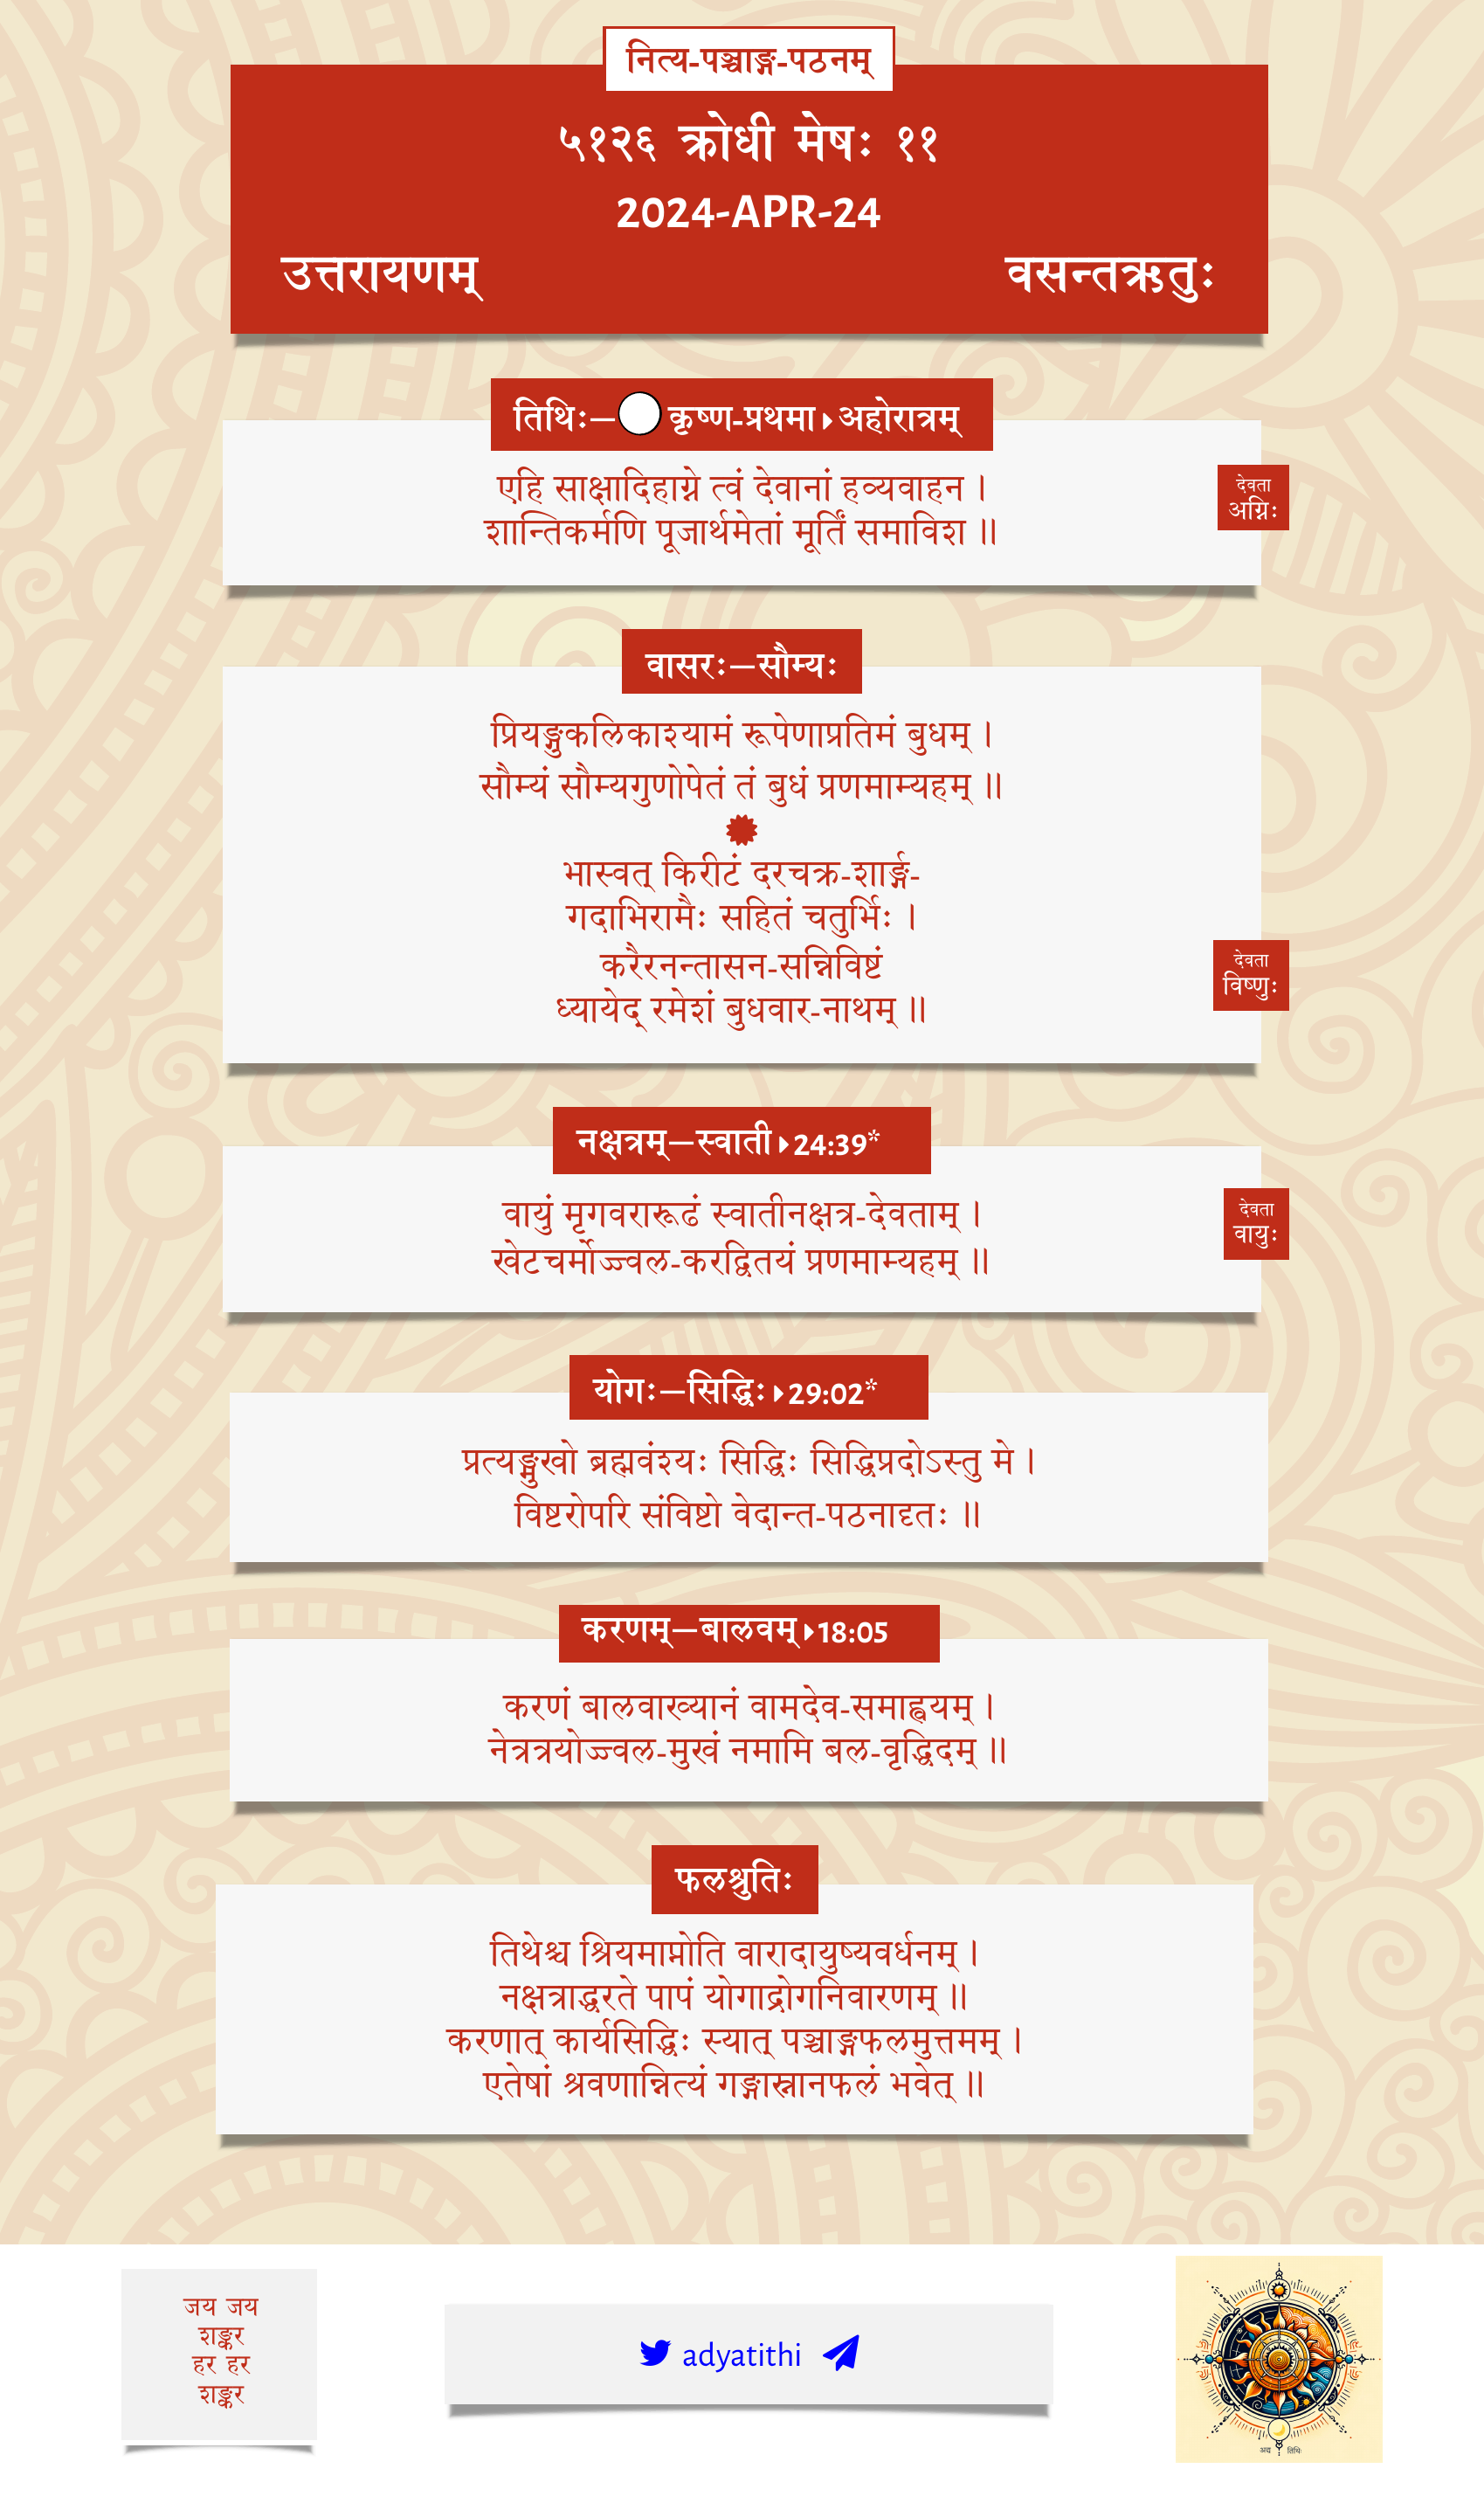 नित्य-पञ्चाङ्ग-पठनम्
५१२६ क्रोधी मेषः ११
2024-APR-24
उत्तरायणम् वसन्तऋतुः
तिथिः—कृष्ण-प्रथमा▸अहोरात्रम्
एहि साक्षादिहाग्ने त्वं देवानां हव्यवाहन ।
शान्तिकर्मणि पूजार्थमेतां मूर्तिं समाविश ॥
देवता
अग्निः
वासरः—सौम्यः
प्रियङ्गुकलिकाश्यामं रूपेणाप्रतिमं बुधम् ।
सौम्यं सौम्यगुणोपेतं तं बुधं प्रणमाम्यहम् ॥
भास्वत् किरीटं दरचक्र-शार्ङ्ग-
गदाभिरामैः सहितं चतुर्भिः ।
करैरनन्तासन-सन्निविष्टं
ध्यायेद् रमेशं बुधवार-नाथम् ॥
देवता
विष्णुः
नक्षत्रम्—स्वाती▸24:39*
वायुं मृगवरारूढं स्वातीनक्षत्र-देवताम् ।
खेटचर्मोज्ज्वल-करद्वितयं प्रणमाम्यहम् ॥
देवता
वायुः
योगः—सिद्धिः▸29:02*
प्रत्यङ्मुखो ब्रह्मवंश्यः सिद्धिः सिद्धिप्रदोऽस्तु मे ।
विष्टरोपरि संविष्टो वेदान्त-पठनादृतः ॥
करणम्—बालवम्▸18:05
करणं बालवाख्यानं वामदेव-समाह्वयम् ।
नेत्रत्रयोज्ज्वल-मुखं नमामि बल-वृद्धिदम् ॥
फलश्रुतिः
तिथेश्च श्रियमाप्नोति वारादायुष्यवर्धनम् ।
नक्षत्राद्धरते पापं योगाद्रोगनिवारणम् ॥
करणात् कार्यसिद्धिः स्यात् पञ्चाङ्गफलमुत्तमम् ।
एतेषां श्रवणान्नित्यं गङ्गास्नानफलं भवेत् ॥
जय जय
शङ्कर
हर हर
शङ्कर
adyatithi
अद्य तिथिः